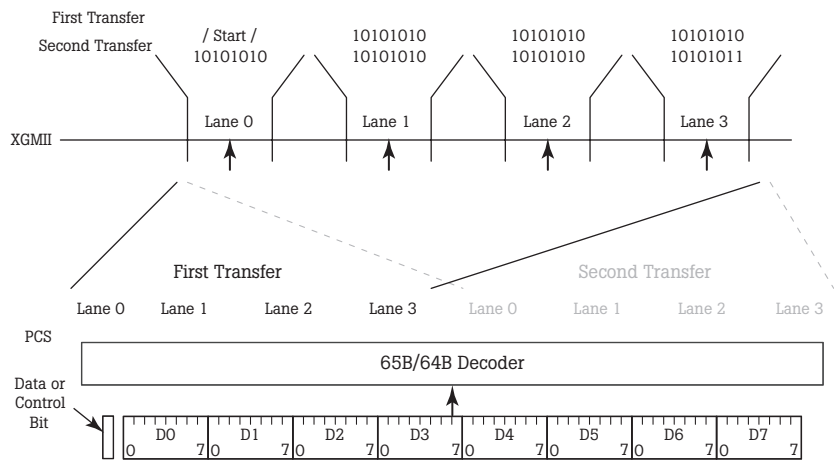 First Transfer
Second Transfer
/ Start /
10101010
10101010
10101010
10101010
10101010
10101010
10101011
Lane 0 Lane 1 Lane 2 Lane 3
XGMII
First Transfer Second Transfer
Lane 0 Lane 1 Lane 2 Lane 3 Lane 0 Lane 1 Lane 2 Lane 3
PCS
65B/64B Decoder
Data or
Control
Bit
D0 D1 D2 D3 D4 D5 D6 D7
0 7 0 7 0 7 0 7 0 7 0 7 0 7 0 7